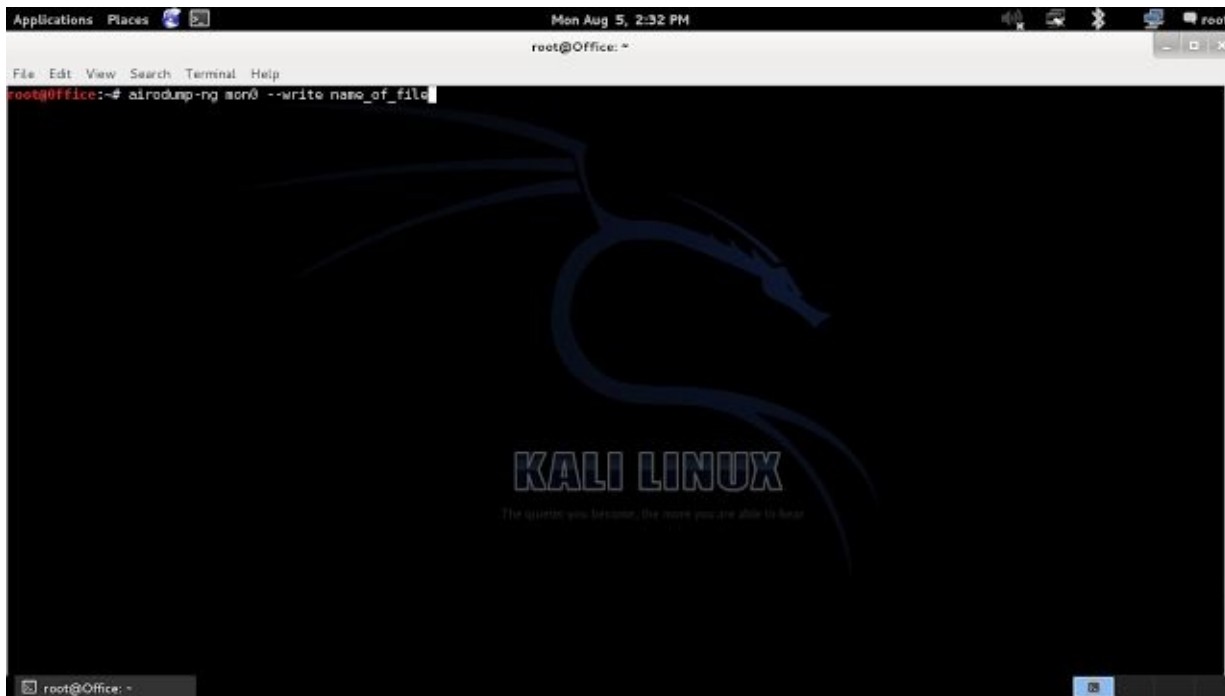 Applications Places Mon Aug 5, 2:32 PM root
root@Office: ~
File Edit View Search Terminal Help
root@Office:~# airodump-ng mon0 --write name_of_file
KALI LINUX
The quieter you become, the more you are able to hear
root@Office: ~